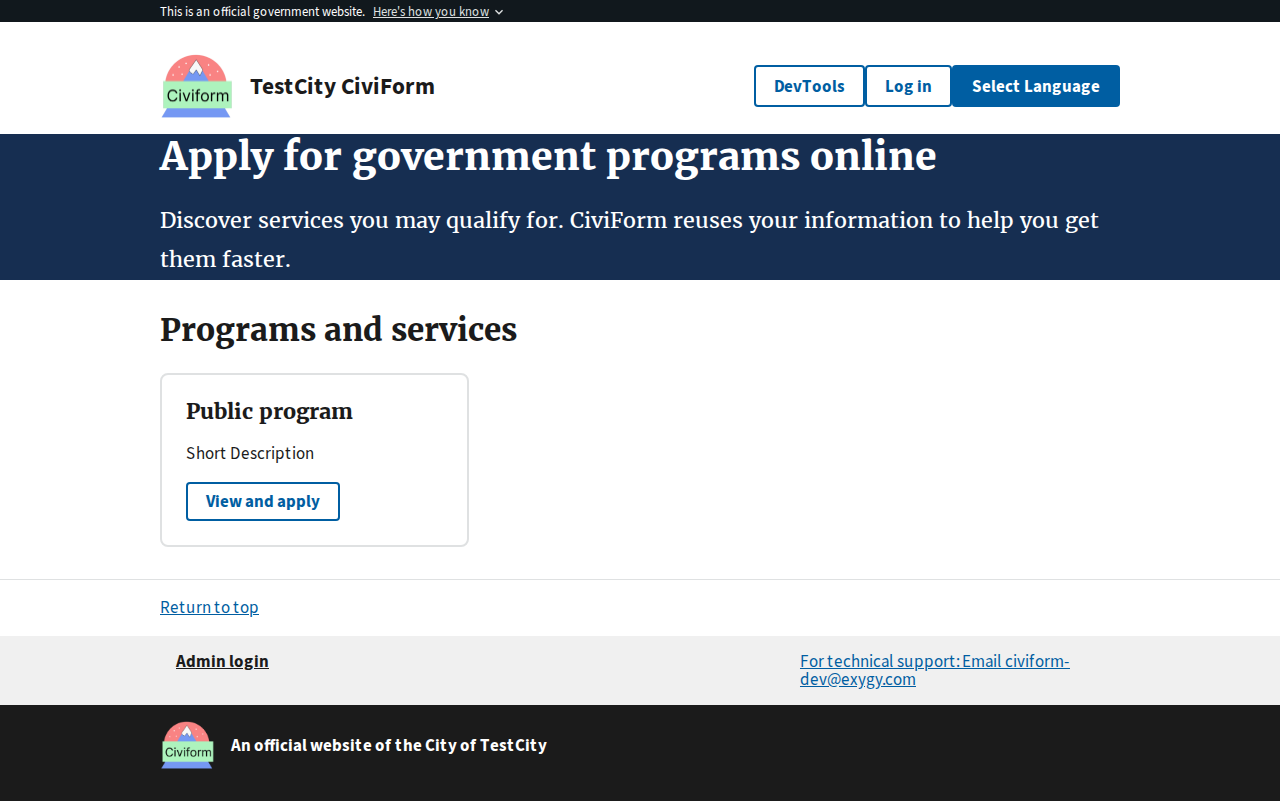 This is an official government website. Here's how you know
Civiform
TestCity CiviForm
DevTools
Log in
Select Language
Apply for government programs online
Discover services you may qualify for. CiviForm reuses your information to help you get
them faster.
Programs and services
Public program
Short Description
View and apply
Return to top
Admin login
For technical support: Email civiform-
dev@exygy.com
Civiform
An official website of the City of TestCity